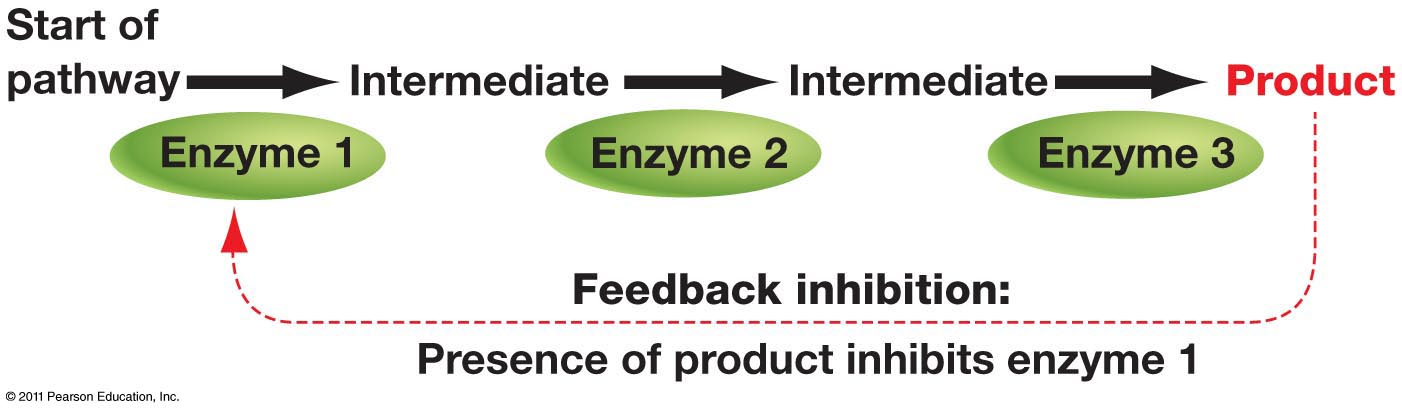 Start of
pathway Intermediate Intermediate Product
Enzyme 1 Enzyme 2 Enzyme 3
Feedback inhibition:
Presence of product inhibits enzyme 1
© 2011 Pearson Education, Inc.